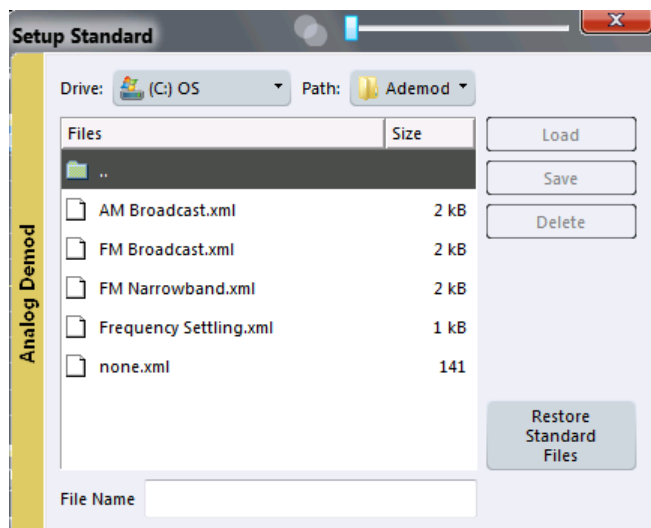 Setup Standard
Drive: (C:) OS Path: Ademod
Files Size
..
AM Broadcast.xml 2 kB
FM Broadcast.xml 2 kB
FM Narrowband.xml 2 kB
Frequency Settling.xml 1 kB
none.xml 141
Load
Save
Delete
Restore
Standard
Files
File Name
Analog Demod